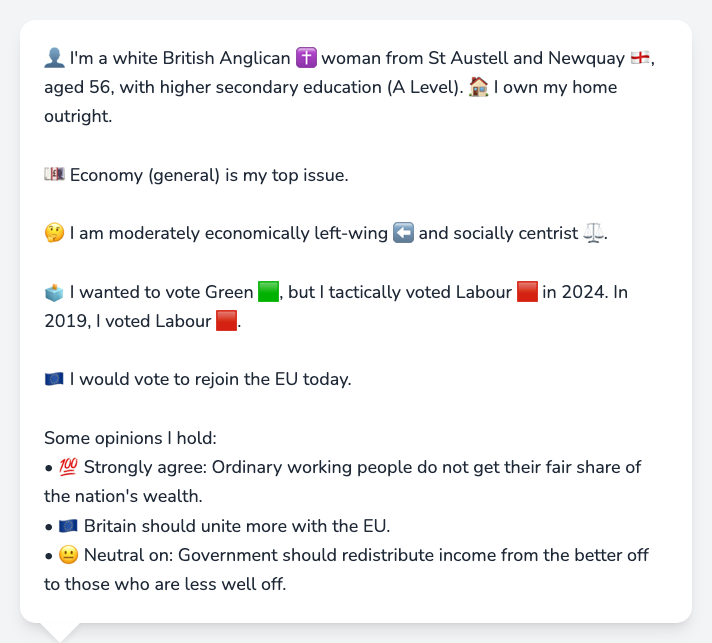 👤 I'm a white British Anglican ✝️ woman from St Austell and Newquay 🏴󠁧󠁢󠁥󠁮󠁧󠁿,
aged 56, with higher secondary education (A Level). 🏠 I own my home
outright.
💷 Economy (general) is my top issue.
🤔 I am moderately economically left-wing ⬅️ and socially centrist ⚖️.
🗳️ I wanted to vote Green 🟩, but I tactically voted Labour 🟥 in 2024. In
2019, I voted Labour 🟥.
🇪🇺 I would vote to rejoin the EU today.
Some opinions I hold:
• 💯 Strongly agree: Ordinary working people do not get their fair share of
the nation's wealth.
• 🇪🇺 Britain should unite more with the EU.
• 😐 Neutral on: Government should redistribute income from the better off
to those who are less well off.